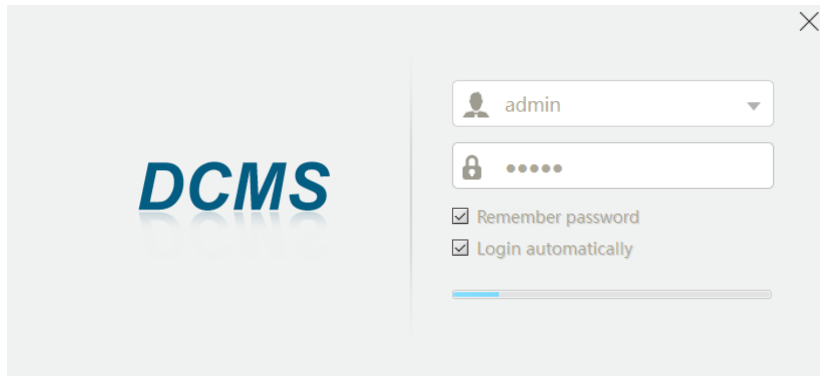 DCMS
admin
•••••
Remember password
Login automatically